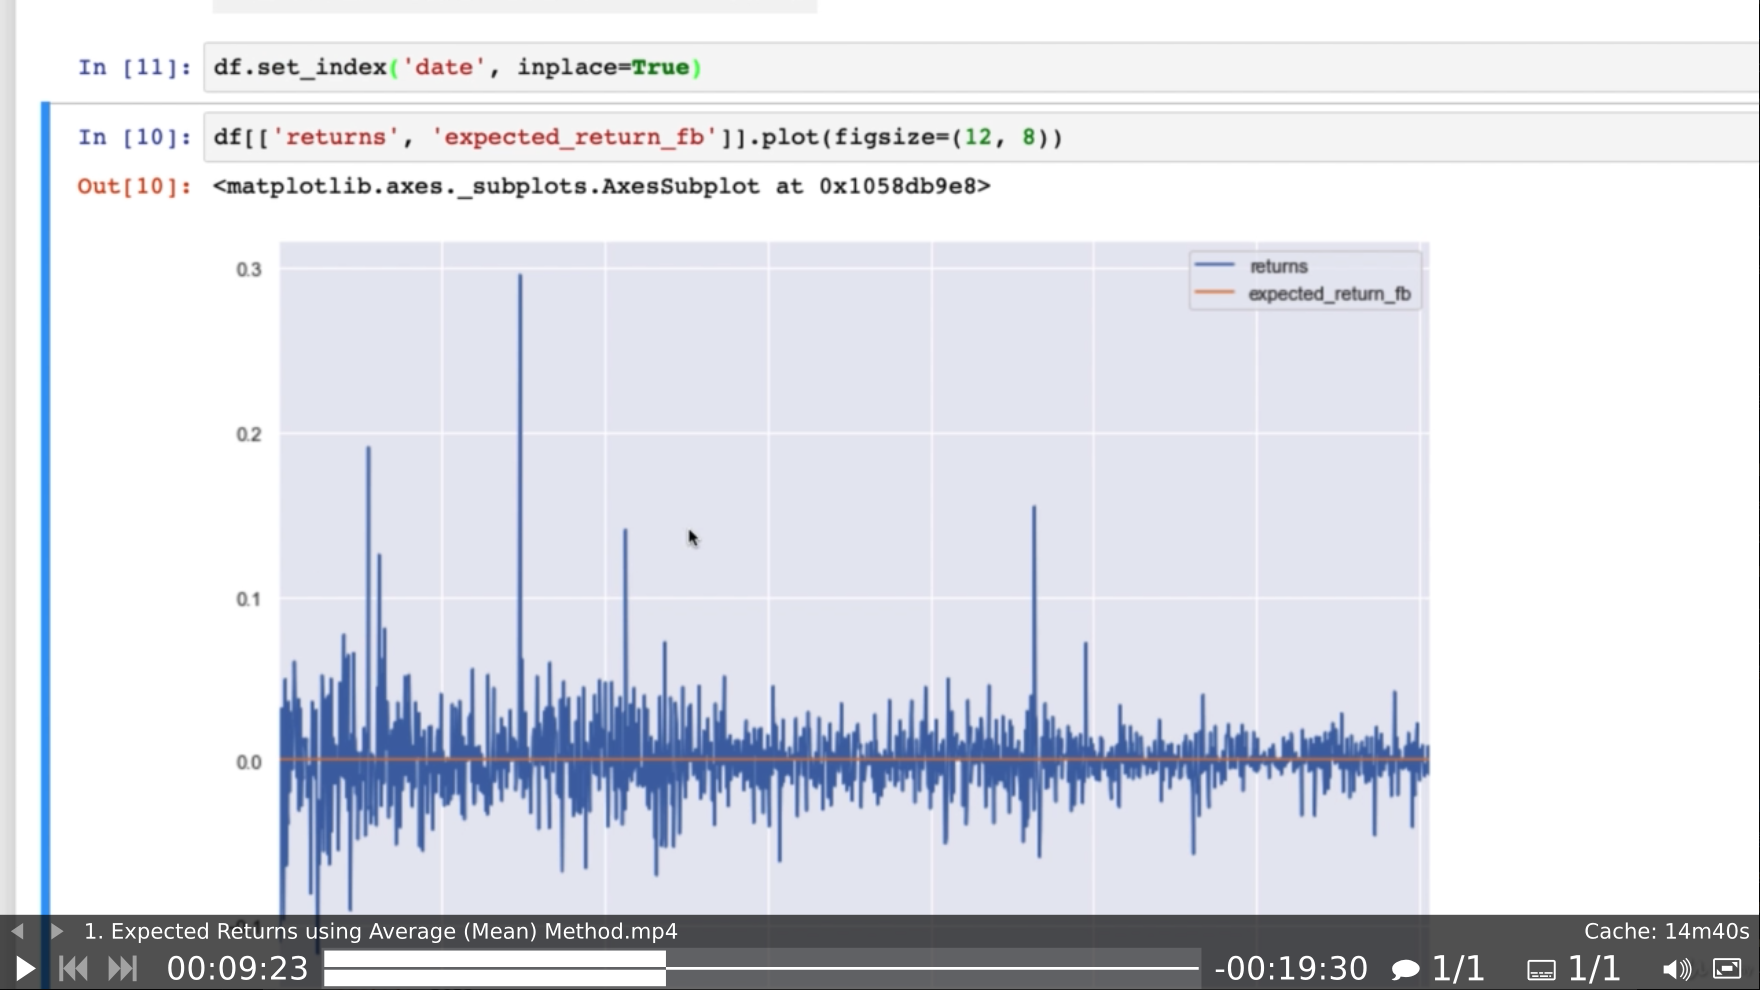 In [11]: df.set_index('date', inplace=True)
In [10]: df[['returns', 'expected_return_fb']].plot(figsize=(12, 8))
Out[10]: <matplotlib.axes._subplots.AxesSubplot at 0x1058db9e8>
returns
expected_return_fb
0.3
0.2
0.1
0.0
1. Expected Returns using Average (Mean) Method.mp4
Cache: 14m40s
00:09:23
-00:19:30
1/1
1/1